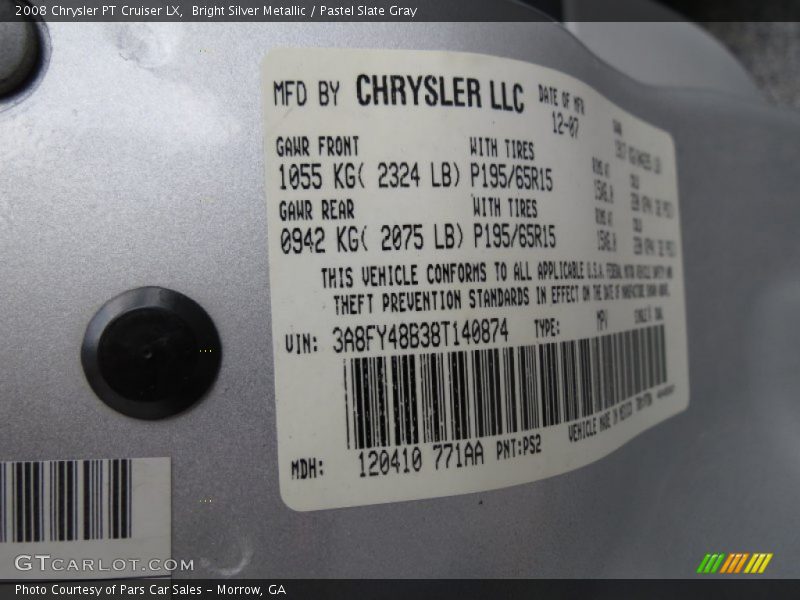 2008 Chrysler PT Cruiser LX, Bright Silver Metallic / Pastel Slate Gray
MFD BY CHRYSLER LLC DATE OF MFR
12-07
GAWR FRONT WITH TIRES
1055 KG( 2324 LB) P195/65R15
GAWR REAR WITH TIRES
0942 KG( 2075 LB) P195/65R15
THIS VEHICLE CONFORMS TO ALL APPLICABLE U.S.A. FEDERAL MOTOR VEHICLE SAFETY AND
THEFT PREVENTION STANDARDS IN EFFECT ON THE DATE OF MANUFACTURE SHOWN ABOVE.
VIN: 3A8FY48B38T140874 TYPE: MPV
MDH: 120410 771AA PNT:PS2 VEHICLE MADE IN MEXICO
GTCARLOT.COM
Photo Courtesy of Pars Car Sales - Morrow, GA